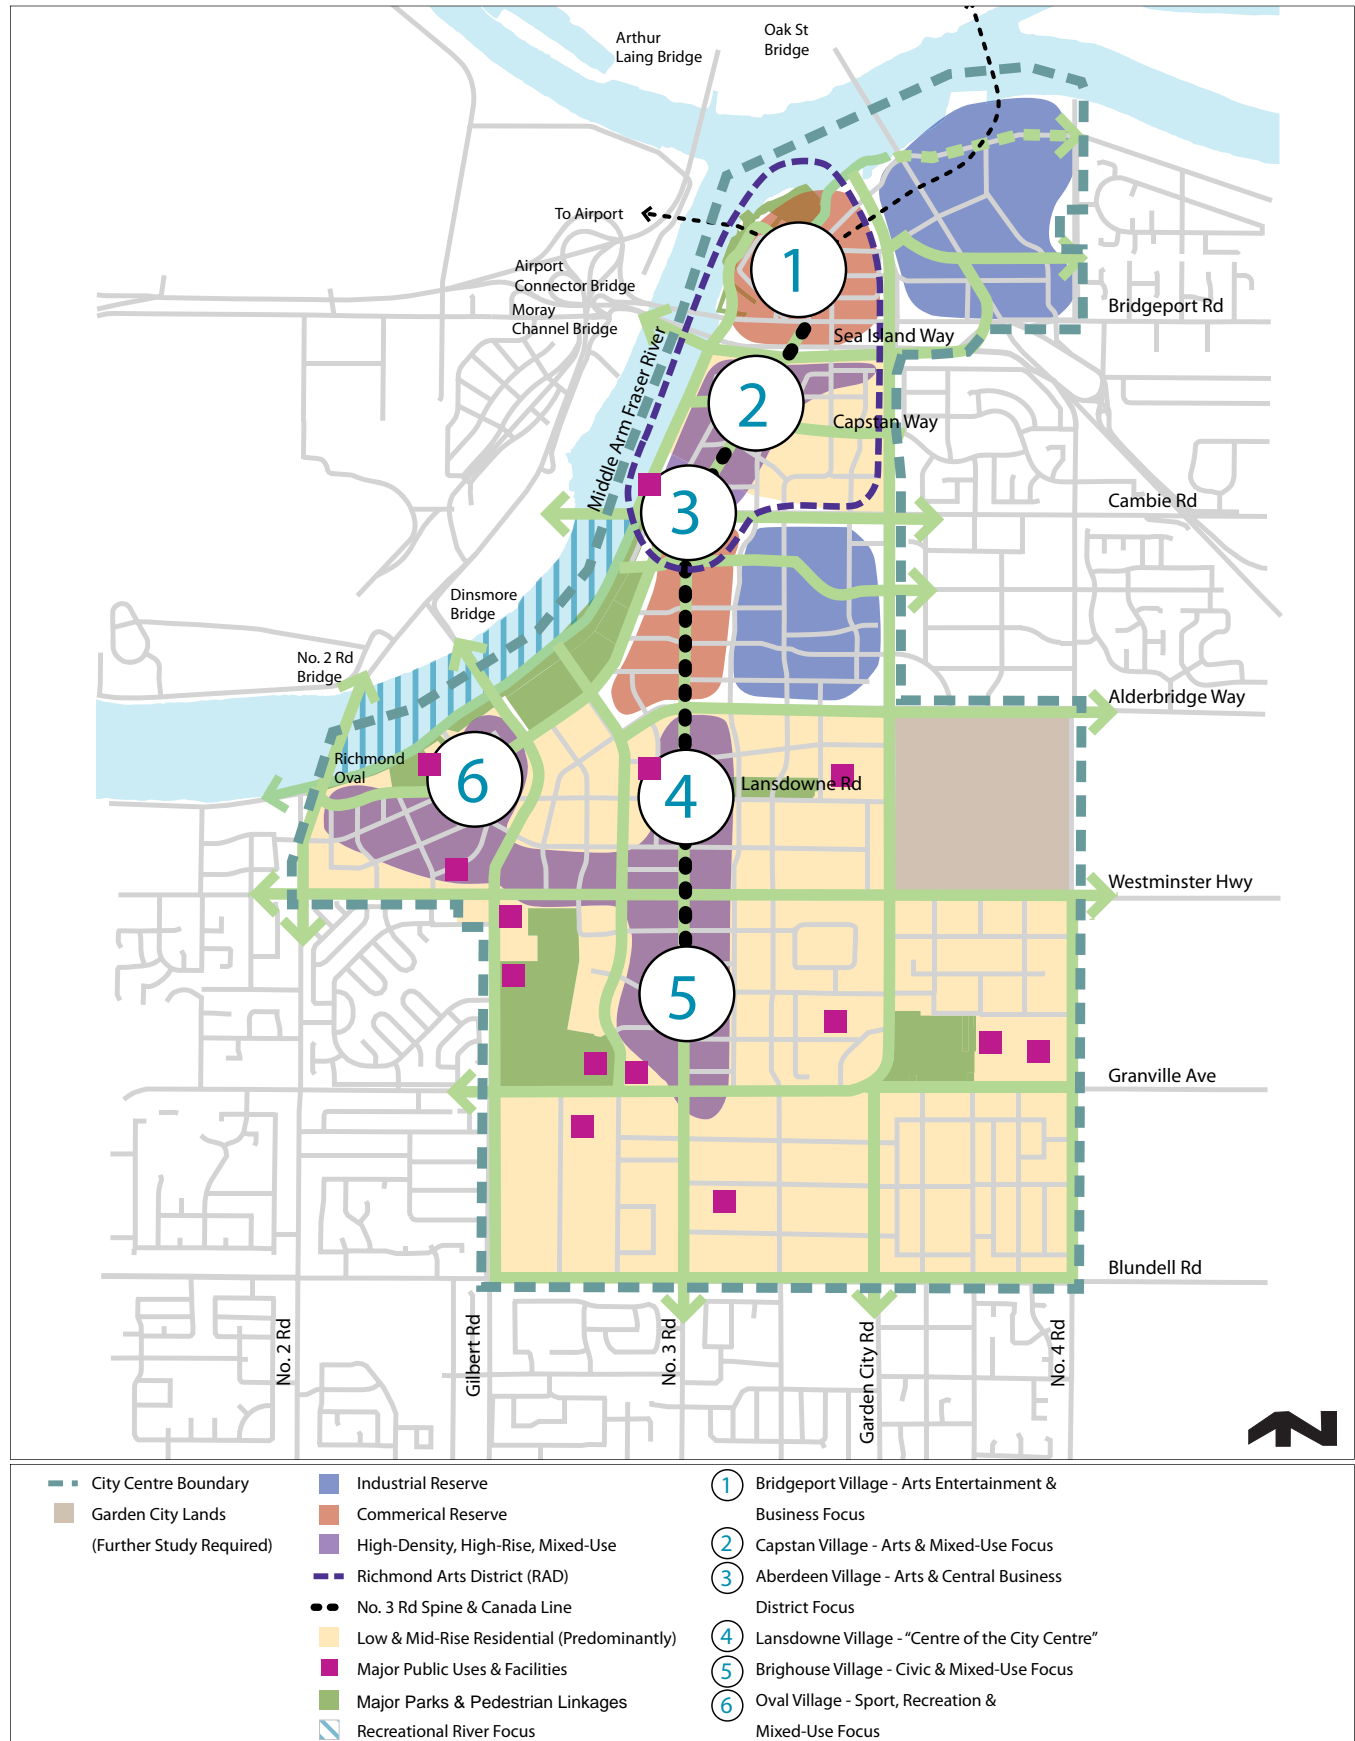 Arthur
Laing Bridge
Oak St
Bridge
To Airport
Airport
Connector Bridge
Moray
Channel Bridge
Middle Arm Fraser River
1
Bridgeport Rd
Sea Island Way
2
Capstan Way
3
Cambie Rd
Dinsmore
Bridge
No. 2 Rd
Bridge
Alderbridge Way
Richmond
Oval
6
4
Lansdowne Rd
Westminster Hwy
5
Granville Ave
Blundell Rd
No. 2 Rd
Gilbert Rd
No. 3 Rd
Garden City Rd
No. 4 Rd
N
City Centre Boundary
Garden City Lands
(Further Study Required)
Industrial Reserve
Commerical Reserve
High-Density, High-Rise, Mixed-Use
Richmond Arts District (RAD)
No. 3 Rd Spine & Canada Line
Low & Mid-Rise Residential (Predominantly)
Major Public Uses & Facilities
Major Parks & Pedestrian Linkages
Recreational River Focus
1 Bridgeport Village - Arts Entertainment &
Business Focus
2 Capstan Village - Arts & Mixed-Use Focus
3 Aberdeen Village - Arts & Central Business
District Focus
4 Lansdowne Village - “Centre of the City Centre”
5 Brighouse Village - Civic & Mixed-Use Focus
6 Oval Village - Sport, Recreation &
Mixed-Use Focus